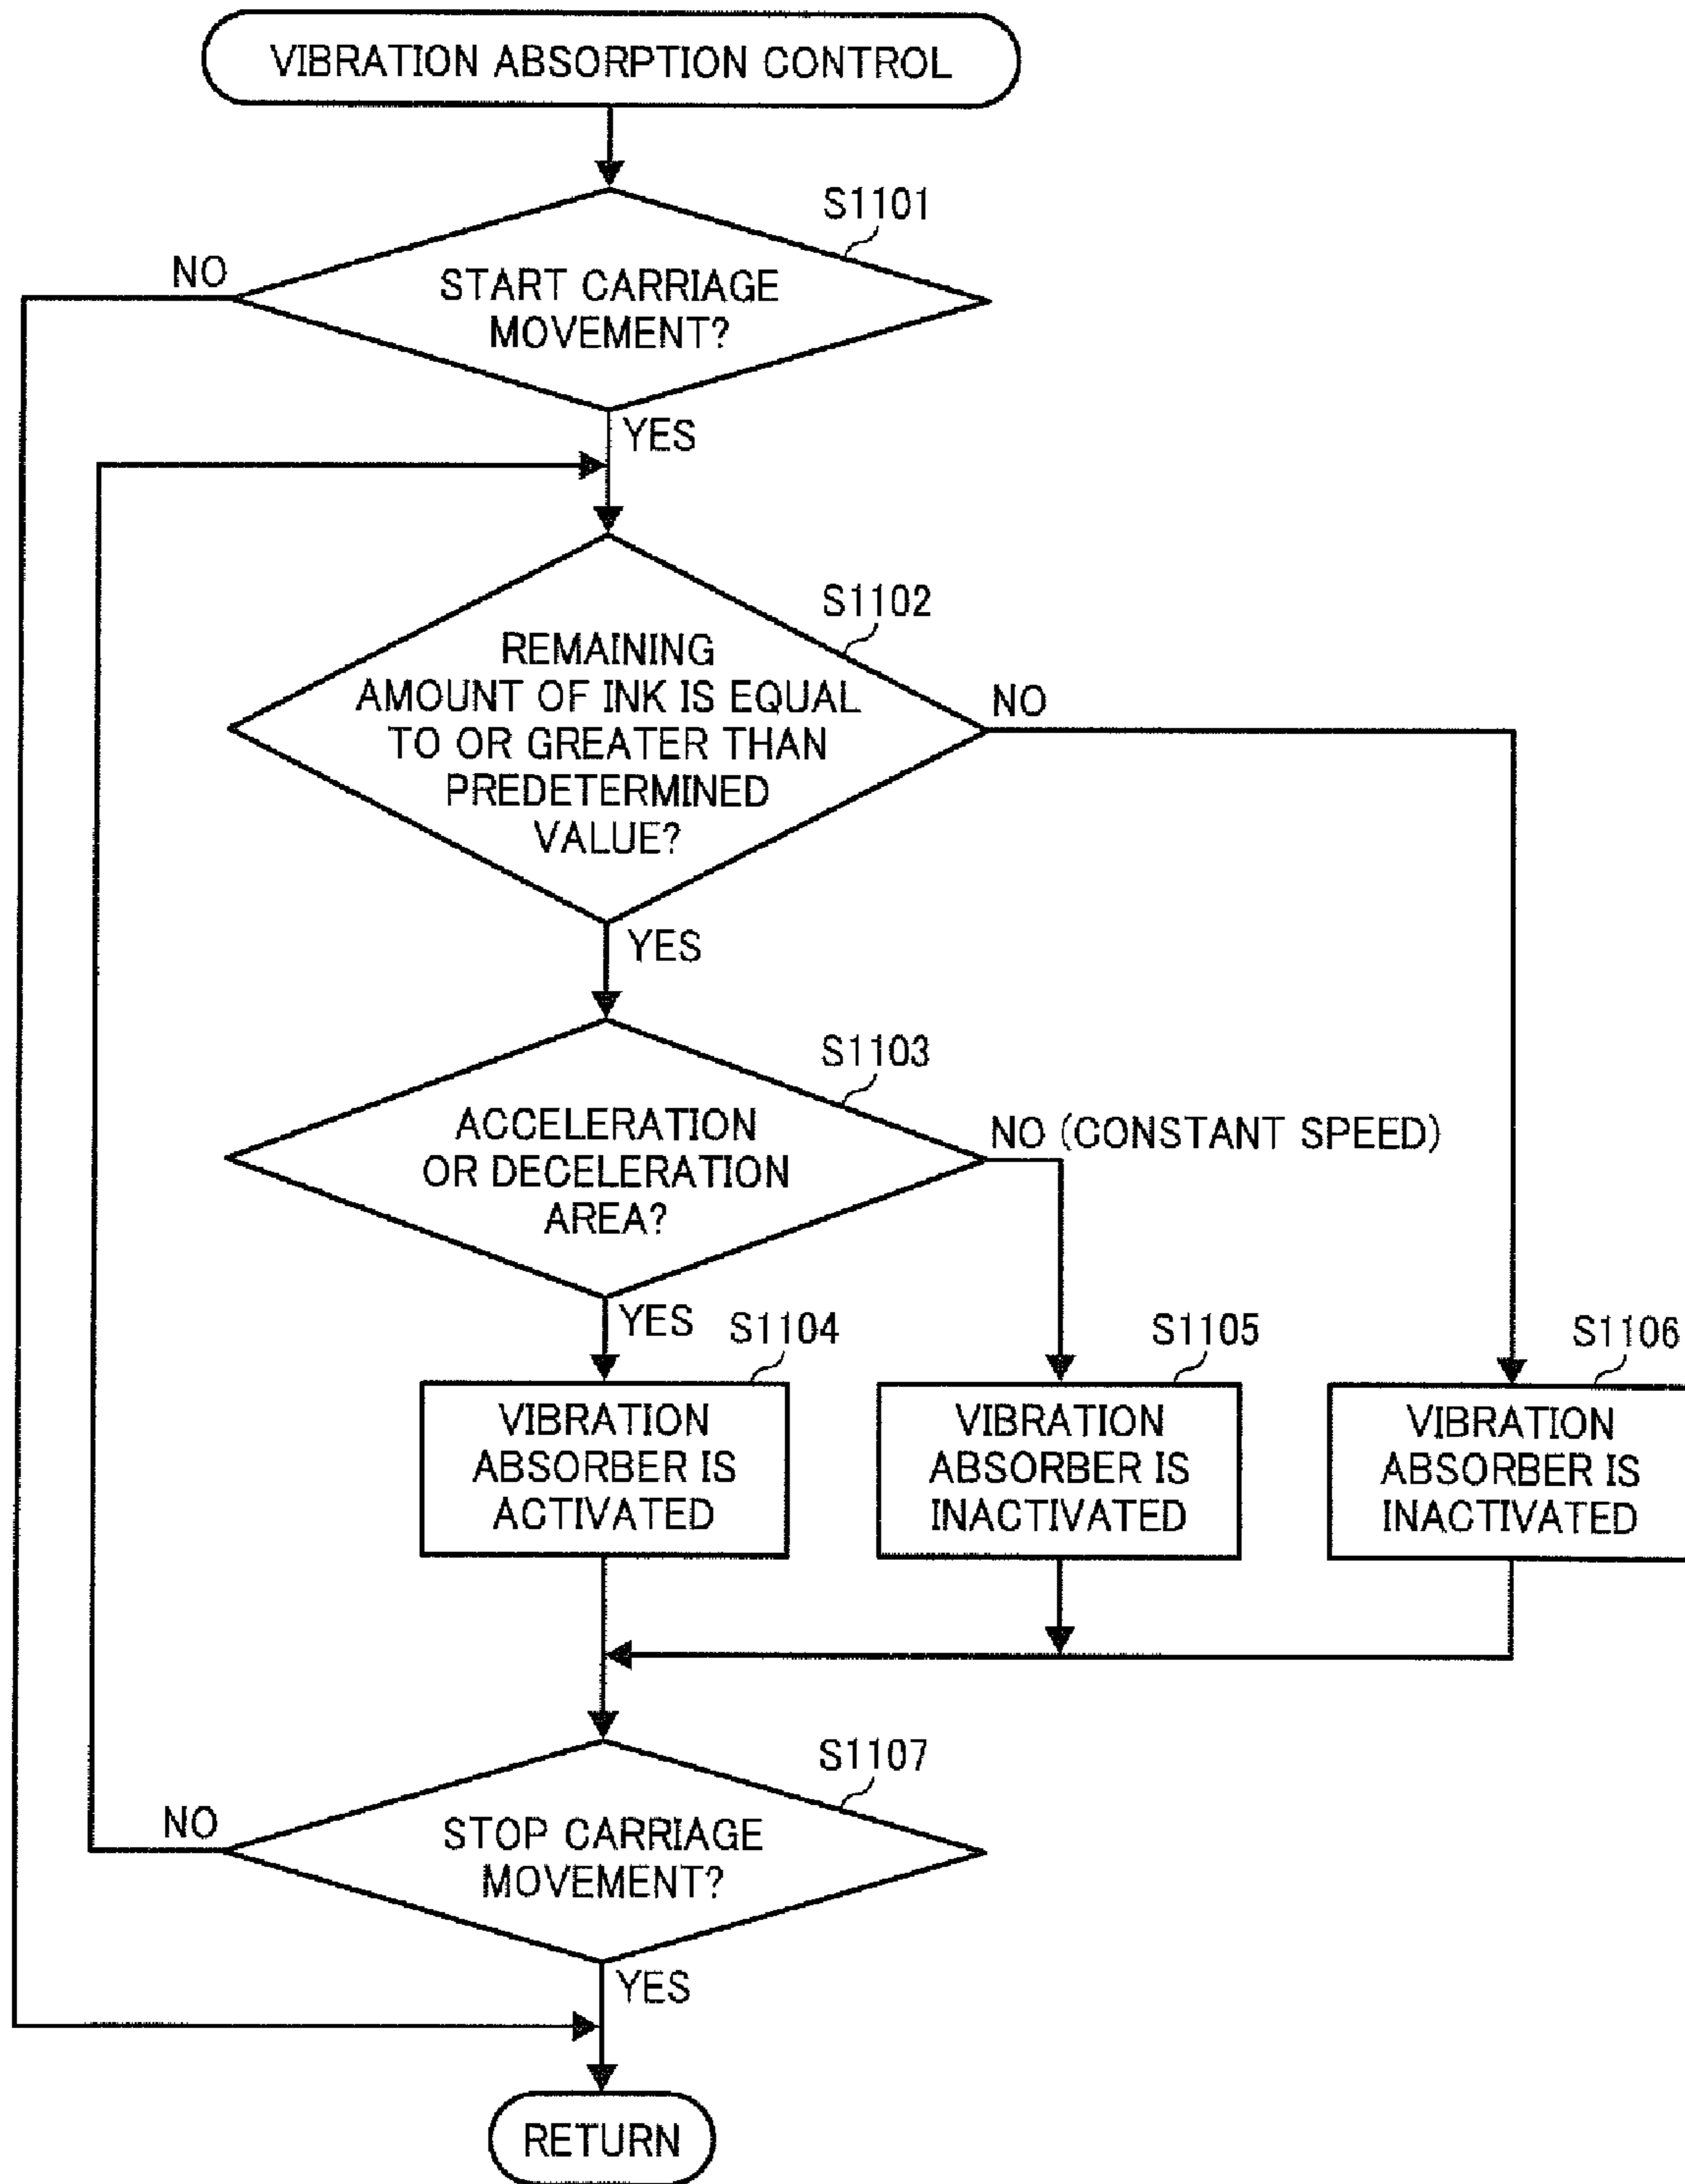 VIBRATION ABSORPTION CONTROL
S1101
NO
START CARRIAGE
MOVEMENT?
YES
S1102
REMAINING
AMOUNT OF INK IS EQUAL
TO OR GREATER THAN
PREDETERMINED
VALUE?
NO
YES
S1103
ACCELERATION
OR DECELERATION
AREA?
NO (CONSTANT SPEED)
YES
S1104
VIBRATION
ABSORBER IS
ACTIVATED
S1105
VIBRATION
ABSORBER IS
INACTIVATED
S1106
VIBRATION
ABSORBER IS
INACTIVATED
S1107
NO
STOP CARRIAGE
MOVEMENT?
YES
RETURN